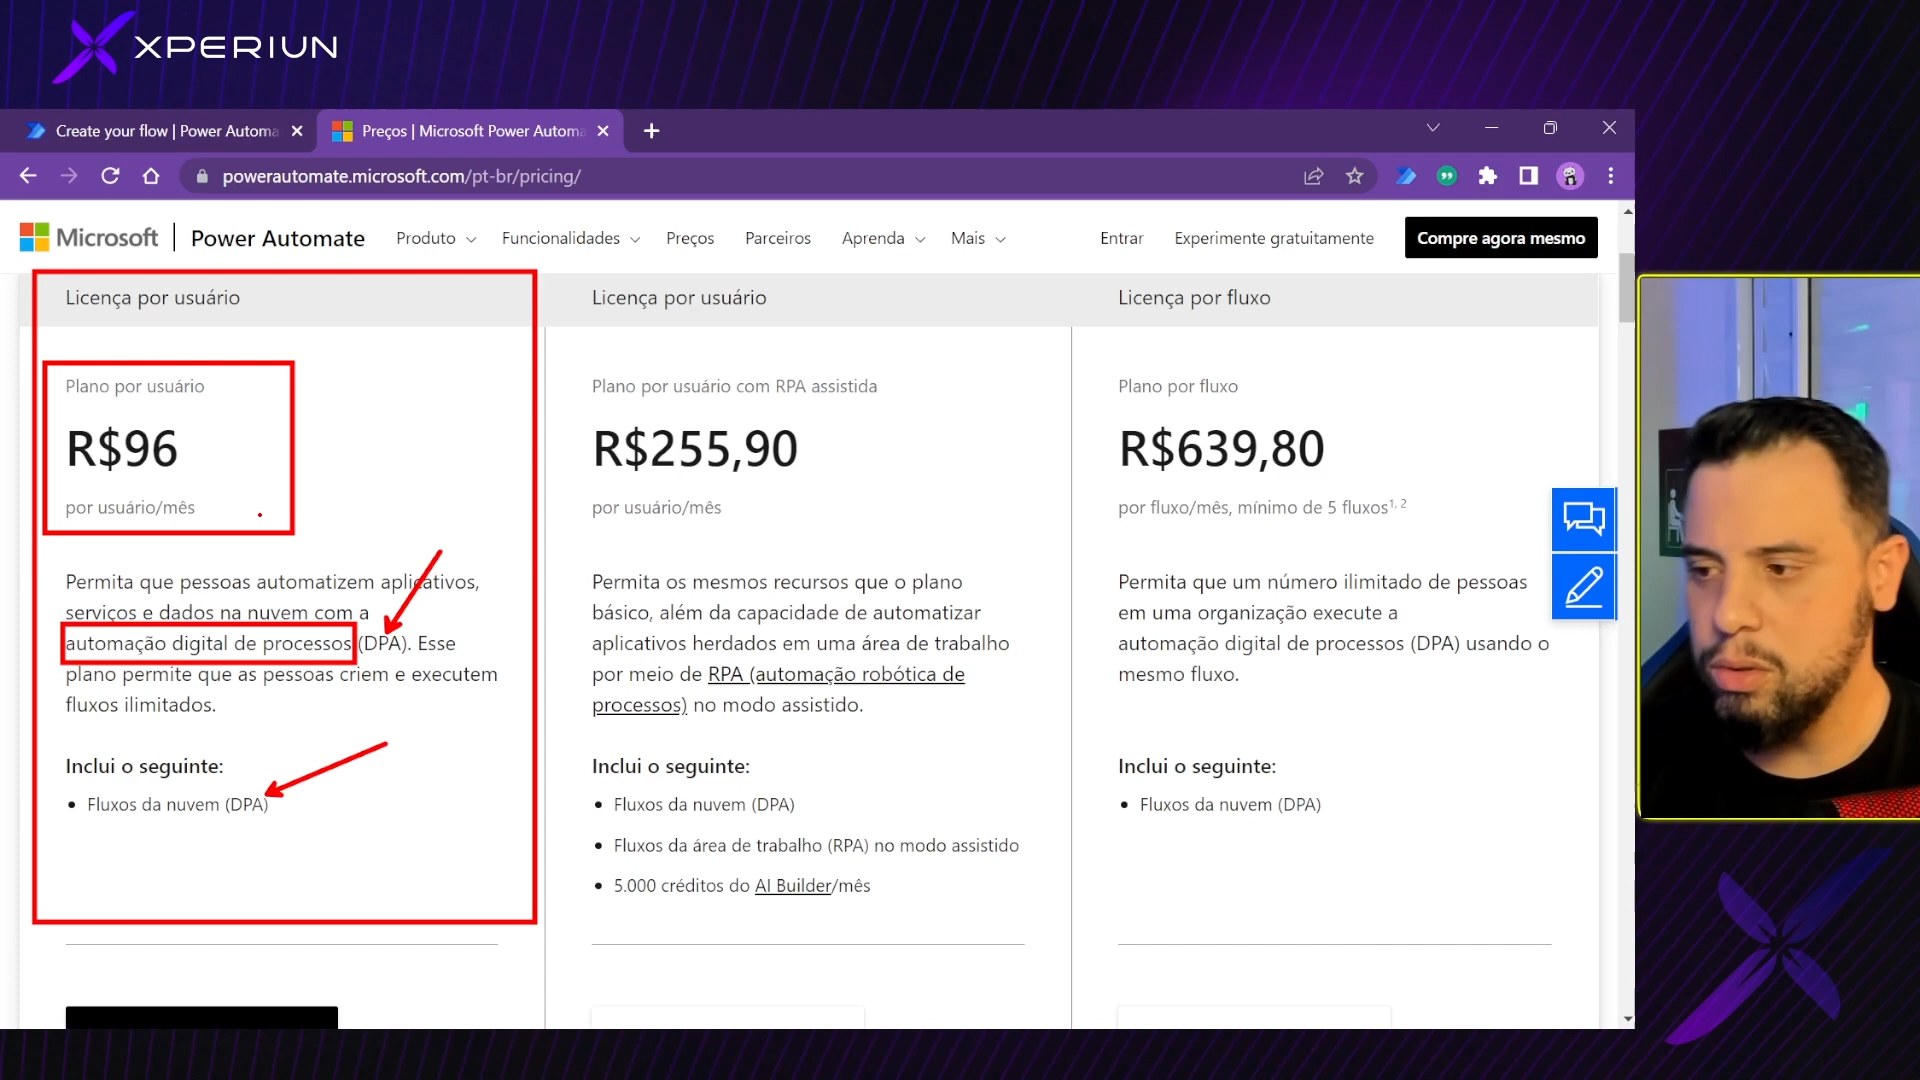 XPERIUN
Create your flow | Power Automa
Preços | Microsoft Power Automa
powerautomate.microsoft.com/pt-br/pricing/
Microsoft
Power Automate
Produto
Funcionalidades
Preços
Parceiros
Aprenda
Mais
Entrar
Experimente gratuitamente
Compre agora mesmo
Licença por usuário
Plano por usuário
R$96
por usuário/mês
Permita que pessoas automatizem aplicativos,
serviços e dados na nuvem com a
automação digital de processos (DPA). Esse
plano permite que as pessoas criem e executem
fluxos ilimitados.
Inclui o seguinte:
• Fluxos da nuvem (DPA)
Licença por usuário
Plano por usuário com RPA assistida
R$255,90
por usuário/mês
Permita os mesmos recursos que o plano
básico, além da capacidade de automatizar
aplicativos herdados em uma área de trabalho
por meio de RPA (automação robótica de
processos) no modo assistido.
Inclui o seguinte:
• Fluxos da nuvem (DPA)
• Fluxos da área de trabalho (RPA) no modo assistido
• 5.000 créditos do AI Builder/mês
Licença por fluxo
Plano por fluxo
R$639,80
por fluxo/mês, mínimo de 5 fluxos1, 2
Permita que um número ilimitado de pessoas
em uma organização execute a
automação digital de processos (DPA) usando o
mesmo fluxo.
Inclui o seguinte:
• Fluxos da nuvem (DPA)